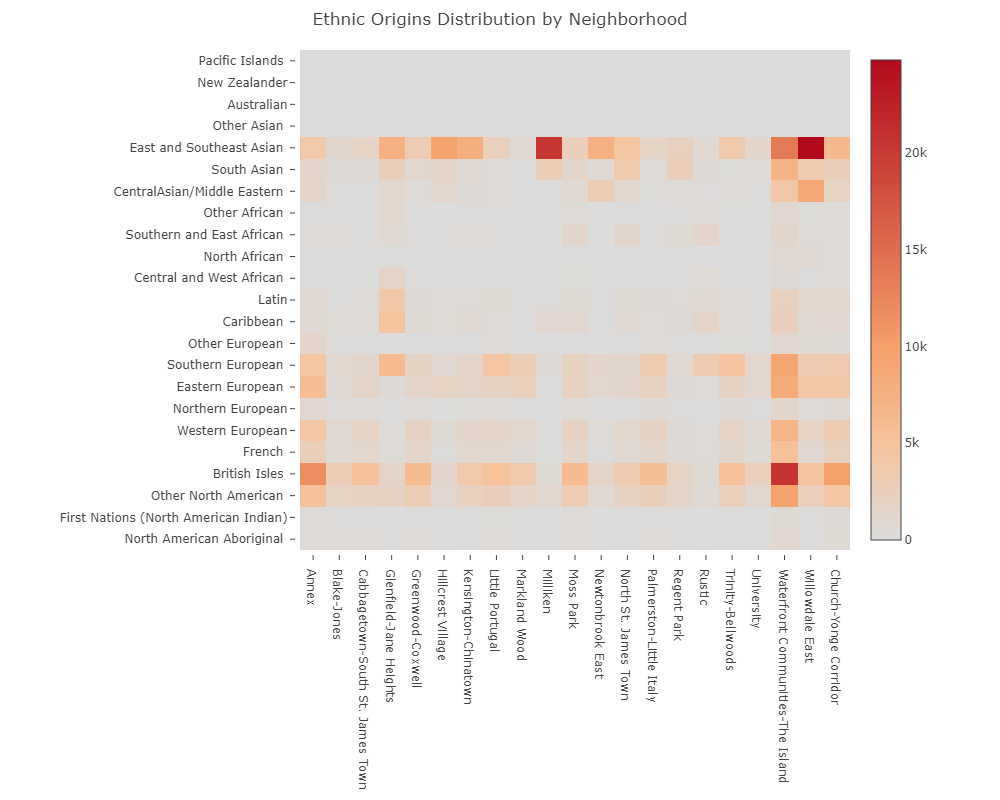 Ethnic Origins Distribution by Neighborhood
Pacific Islands
New Zealander
Australian
Other Asian
East and Southeast Asian
South Asian
CentralAsian/Middle Eastern
Other African
Southern and East African
North African
Central and West African
Latin
Caribbean
Other European
Southern European
Eastern European
Northern European
Western European
French
British Isles
Other North American
First Nations (North American Indian)
North American Aboriginal
20k
15k
10k
5k
0
Annex
Blake-Jones
Cabbagetown-South St. James Town
Glenfield-Jane Heights
Greenwood-Coxwell
Hillcrest Village
Kensington-Chinatown
Little Portugal
Markland Wood
Milliken
Moss Park
Newtonbrook East
North St. James Town
Palmerston-Little Italy
Regent Park
Rustic
Trinity-Bellwoods
University
Waterfront Communities-The Island
Willowdale East
Church-Yonge Corridor